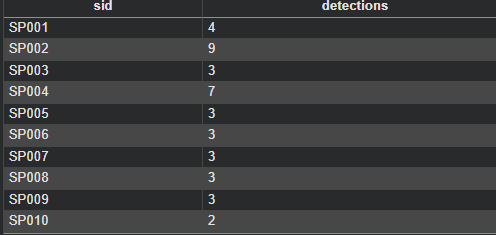 sid detections
SP001 4
SP002 9
SP003 3
SP004 7
SP005 3
SP006 3
SP007 3
SP008 3
SP009 3
SP010 2